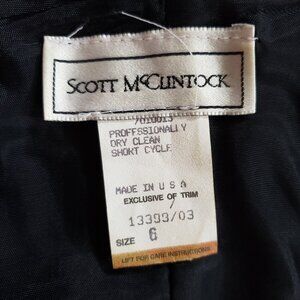 SCOTT McCLINTOCK
PROFESSIONALLY
DRY CLEAN
SHORT CYCLE
MADE IN U S A
EXCLUSIVE OF TRIM
13393/03
SIZE 6
LIFT FOR CARE INSTRUCTIONS